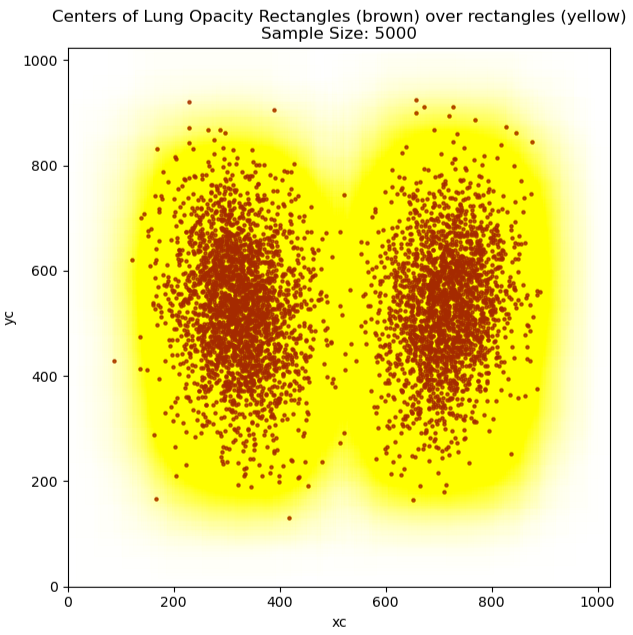 Centers of Lung Opacity Rectangles (brown) over rectangles (yellow)
Sample Size: 5000
1000
800
600
400
200
0
yc
0 200 400 600 800 1000
xc